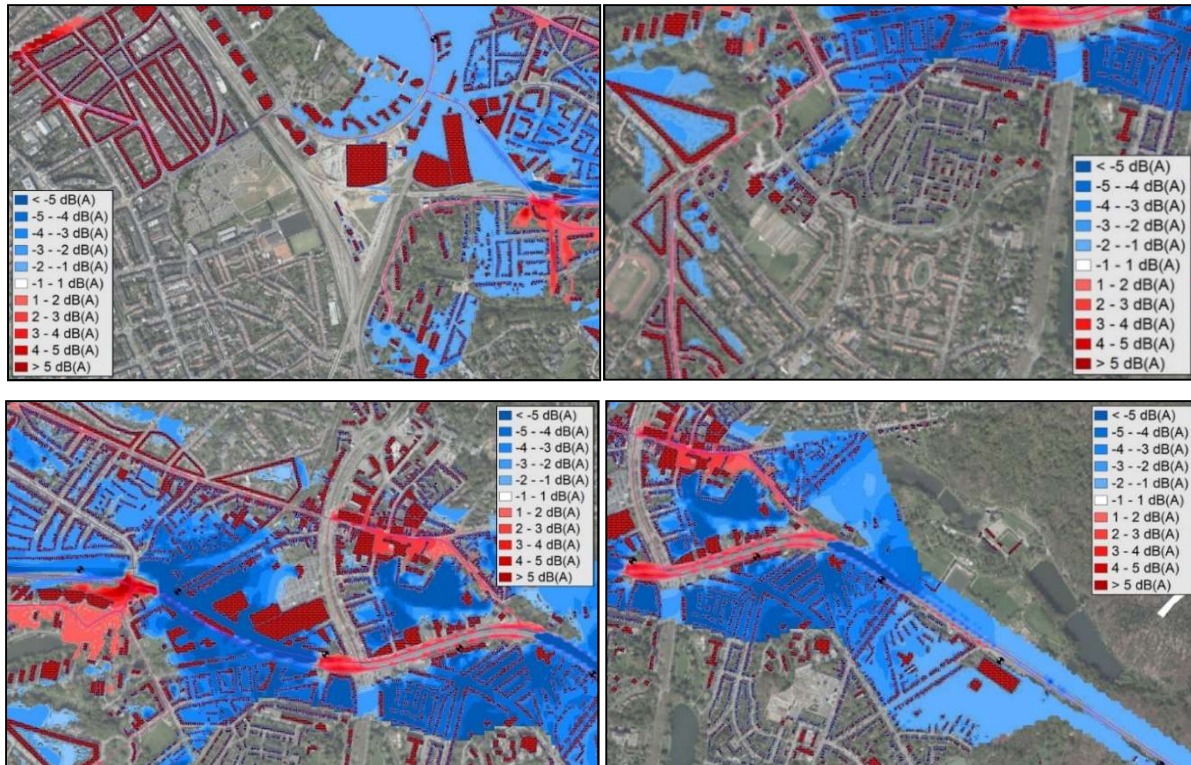 < -5 dB(A)
-5 - -4 dB(A)
-4 - -3 dB(A)
-3 - -2 dB(A)
-2 - -1 dB(A)
-1 - 1 dB(A)
1 - 2 dB(A)
2 - 3 dB(A)
3 - 4 dB(A)
4 - 5 dB(A)
> 5 dB(A)
< -5 dB(A)
-5 - -4 dB(A)
-4 - -3 dB(A)
-3 - -2 dB(A)
-2 - -1 dB(A)
-1 - 1 dB(A)
1 - 2 dB(A)
2 - 3 dB(A)
3 - 4 dB(A)
4 - 5 dB(A)
> 5 dB(A)
< -5 dB(A)
-5 - -4 dB(A)
-4 - -3 dB(A)
-3 - -2 dB(A)
-2 - -1 dB(A)
-1 - 1 dB(A)
1 - 2 dB(A)
2 - 3 dB(A)
3 - 4 dB(A)
4 - 5 dB(A)
> 5 dB(A)
< -5 dB(A)
-5 - -4 dB(A)
-4 - -3 dB(A)
-3 - -2 dB(A)
-2 - -1 dB(A)
-1 - 1 dB(A)
1 - 2 dB(A)
2 - 3 dB(A)
3 - 4 dB(A)
4 - 5 dB(A)
> 5 dB(A)